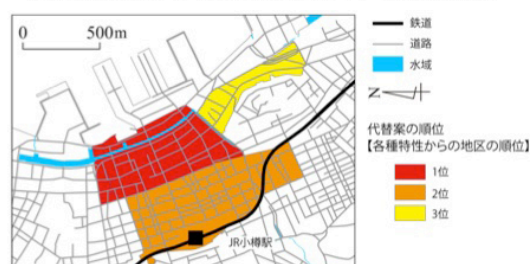 0 500m
鉄道
道路
水域
N
代替案の順位
【各種特性からの地区の順位】
1位
2位
3位
JR小樽駅